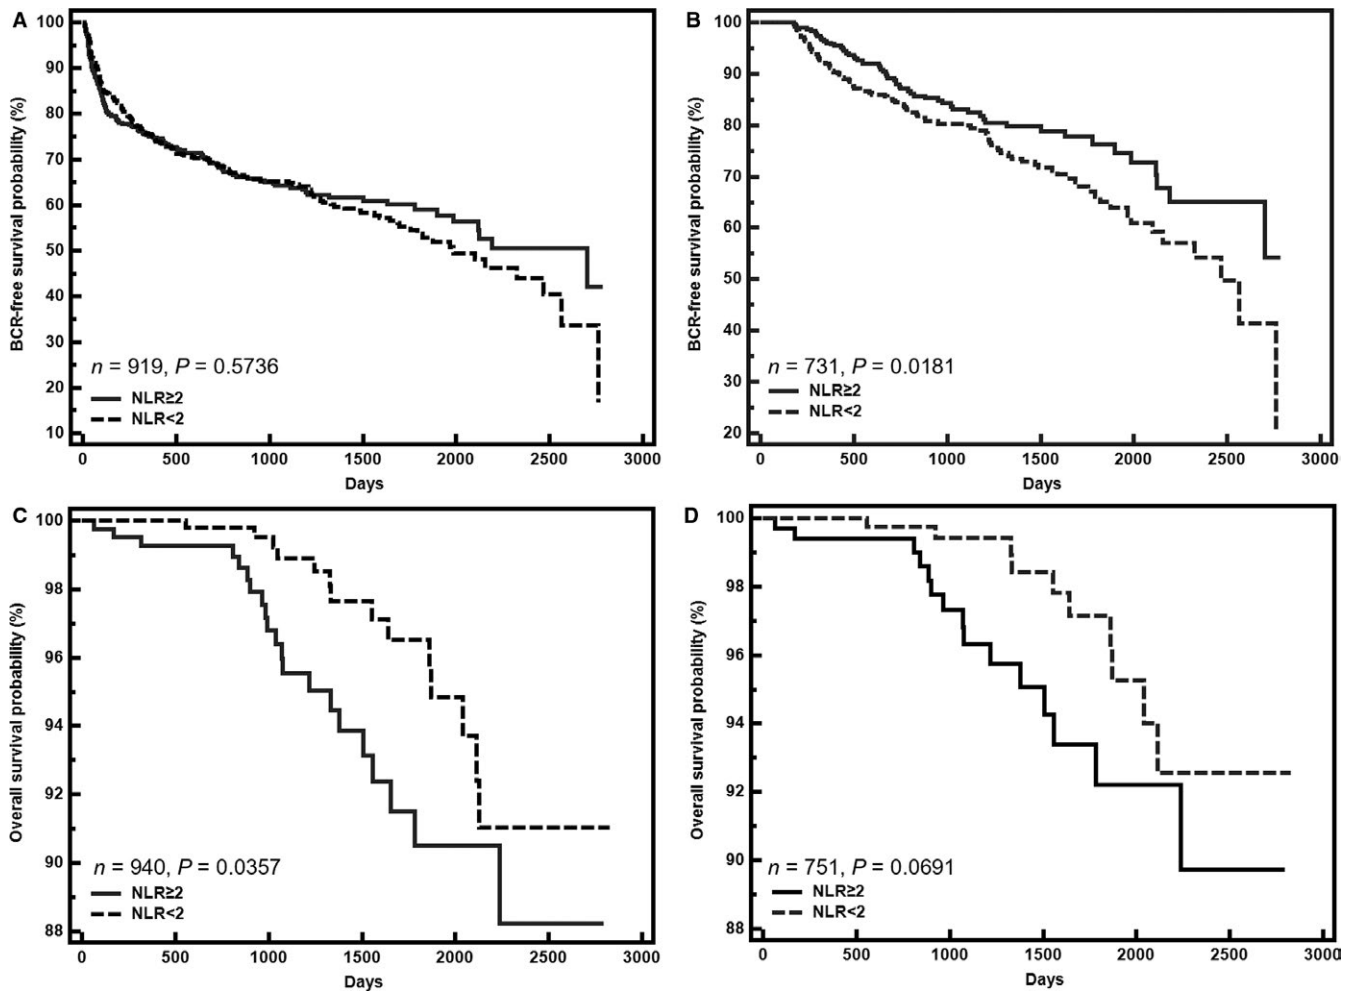 A
BCR-free survival probability (%)
100
90
80
70
60
50
40
30
20
10
n = 919, P = 0.5736
NLR≥2
NLR<2
0 500 1000 1500 2000 2500 3000
Days
B
BCR-free survival probability (%)
100
90
80
70
60
50
40
30
20
n = 731, P = 0.0181
NLR≥2
NLR<2
0 500 1000 1500 2000 2500 3000
Days
C
Overall survival probability (%)
100
98
96
94
92
90
88
n = 940, P = 0.0357
NLR≥2
NLR<2
0 500 1000 1500 2000 2500 3000
Days
D
Overall survival probability (%)
100
98
96
94
92
90
88
n = 751, P = 0.0691
NLR≥2
NLR<2
0 500 1000 1500 2000 2500 3000
Days